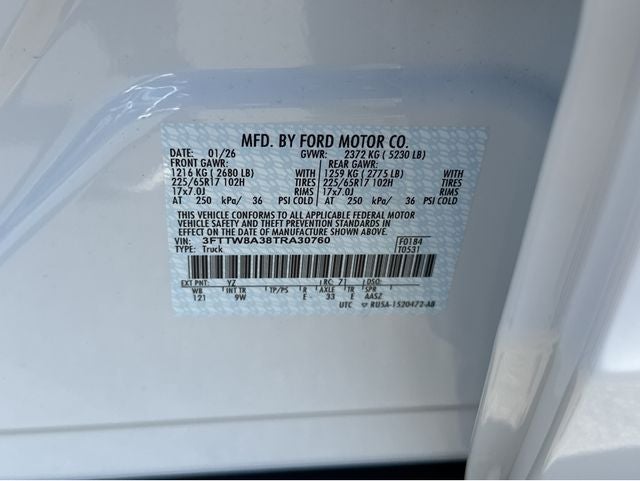 MFD. BY FORD MOTOR CO.
DATE: 01/26 GVWR: 2372 KG ( 5230 LB)
FRONT GAWR: REAR GAWR:
1216 KG ( 2680 LB) WITH 1259 KG ( 2775 LB) WITH
225/65R17 102H TIRES 225/65R17 102H TIRES
17x7.0J RIMS 17x7.0J RIMS
AT 250 kPa/ 36 PSI COLD AT 250 kPa/ 36 PSI COLD
THIS VEHICLE CONFORMS TO ALL APPLICABLE FEDERAL MOTOR
VEHICLE SAFETY AND THEFT PREVENTION STANDARDS IN
EFFECT ON THE DATE OF MANUFACTURE SHOWN ABOVE.
VIN: 3FTTW8A38TRA30760 F0184
TYPE: Truck T0531
EXT PNT: YZ RC: 71 DSO:
WB INT TR TP/PS R AXLE TR SPR
121 9W E 33 E AASZ
UTC RU5A-1520472-AB